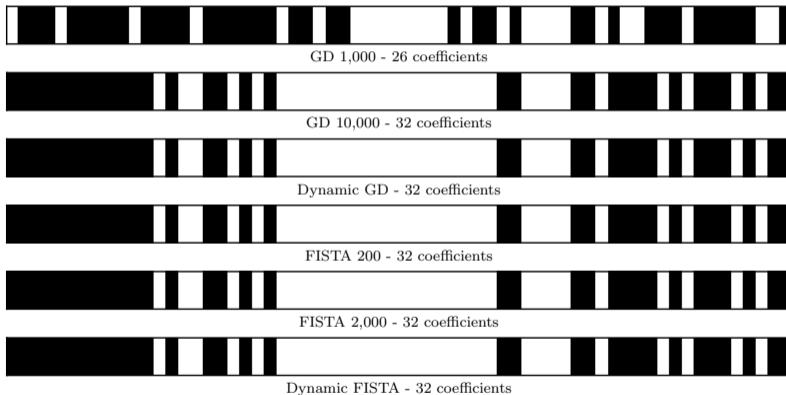 GD 1,000 - 26 coefficients
GD 10,000 - 32 coefficients
Dynamic GD - 32 coefficients
FISTA 200 - 32 coefficients
FISTA 2,000 - 32 coefficients
Dynamic FISTA - 32 coefficients